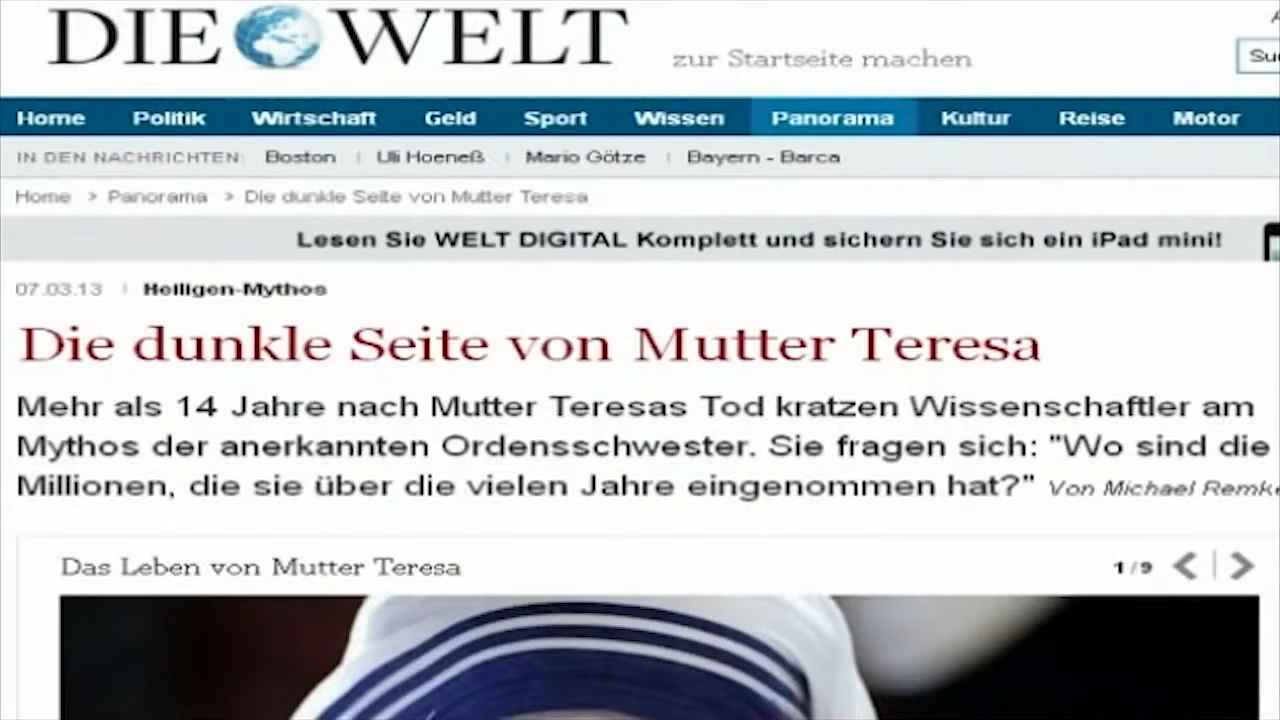 DIE WELT
zur Startseite machen
Home Politik Wirtschaft Geld Sport Wissen Panorama Kultur Reise Motor
IN DEN NACHRICHTEN: Boston | Uli Hoeneß | Mario Götze | Bayern - Barca
Home > Panorama > Die dunkle Seite von Mutter Teresa
Lesen Sie WELT DIGITAL Komplett und sichern Sie sich ein iPad mini!
07.03.13 | Heiligen-Mythos
Die dunkle Seite von Mutter Teresa
Mehr als 14 Jahre nach Mutter Teresas Tod kratzen Wissenschaftler am
Mythos der anerkannten Ordensschwester. Sie fragen sich: "Wo sind die
Millionen, die sie über die vielen Jahre eingenommen hat?" Von Michael
Das Leben von Mutter Teresa
1/9